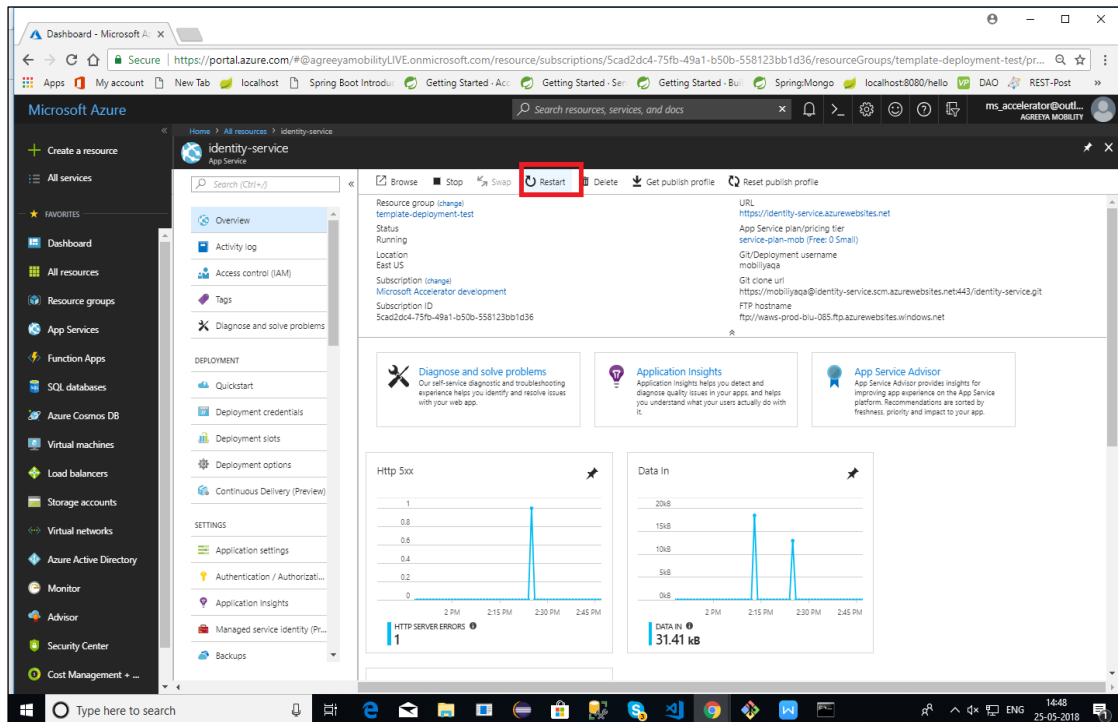 Dashboard - Microsoft A
Secure | https://portal.azure.com/#@agreeyamobilityLIVE.onmicrosoft.com/resource/subscriptions/5cad2dc4-75fb-49a1-b50b-558123bb1d36/resourceGroups/template-deployment-test/pr...
Apps My account New Tab localhost Spring Boot Introduc Getting Started · Acc Getting Started · Ser Getting Started · Bui Spring:Mongo localhost:8080/hello VP DAO REST-Post »
Microsoft Azure
Search resources, services, and docs
ms_accelerator@outl...
AGREEYA MOBILITY
Home > All resources > identity-service
identity-service
App Service
Create a resource
All services
FAVORITES
Dashboard
All resources
Resource groups
App Services
Function Apps
SQL databases
Azure Cosmos DB
Virtual machines
Load balancers
Storage accounts
Virtual networks
Azure Active Directory
Monitor
Advisor
Security Center
Cost Management + ...
Search (Ctrl+/)
Overview
Activity log
Access control (IAM)
Tags
Diagnose and solve problems
DEPLOYMENT
Quickstart
Deployment credentials
Deployment slots
Deployment options
Continuous Delivery (Preview)
SETTINGS
Application settings
Authentication / Authorizati...
Application Insights
Managed service identity (Pr...
Backups
Browse Stop Swap Restart Delete Get publish profile Reset publish profile
Resource group (change)
template-deployment-test
Status
Running
Location
East US
Subscription (change)
Microsoft Accelerator development
Subscription ID
5cad2dc4-75fb-49a1-b50b-558123bb1d36
URL
https://identity-service.azurewebsites.net
App Service plan/pricing tier
service-plan-mob (Free: 0 Small)
Git/Deployment username
mobiliyaqa
Git clone url
https://mobiliyaqa@identity-service.scm.azurewebsites.net:443/identity-service.git
FTP hostname
ftp://waws-prod-blu-085.ftp.azurewebsites.windows.net
Diagnose and solve problems
Our self-service diagnostic and troubleshooting
experience helps you identify and resolve issues
with your web app.
Application Insights
Application Insights helps you detect and
diagnose quality issues in your apps, and helps
you understand what your users actually do with
it.
App Service Advisor
App Service Advisor provides insights for
improving app experience on the App Service
platform. Recommendations are sorted by
freshness, priority and impact to your app.
Http 5xx
1
0.8
0.6
0.4
0.2
0
2 PM 2:15 PM 2:30 PM 2:45 PM
HTTP SERVER ERRORS
1
Data In
20kB
15kB
10kB
5kB
0kB
2 PM 2:15 PM 2:30 PM 2:45 PM
DATA IN
31.41 kB
Type here to search
ENG
14:48
25-05-2018